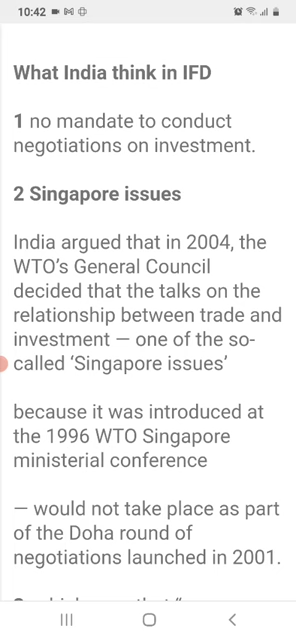 10:42
What India think in IFD
1 no mandate to conduct
negotiations on investment.
2 Singapore issues
India argued that in 2004, the
WTO's General Council
decided that the talks on the
relationship between trade and
investment — one of the so-
called ‘Singapore issues’
because it was introduced at
the 1996 WTO Singapore
ministerial conference
— would not take place as part
of the Doha round of
negotiations launched in 2001.